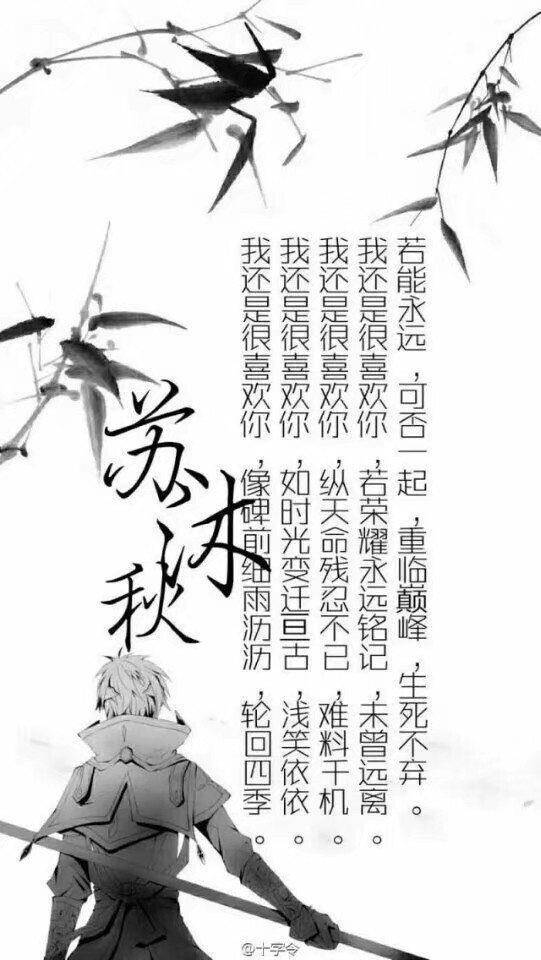 苏沐秋
我还是很喜欢你，像碑前细雨沥沥，轮回四季。
我还是很喜欢你，如时光变迁亘古，浅笑依依。
我还是很喜欢你，纵天命残忍不已，难料千机。
我还是很喜欢你，若荣耀永远铭记，未曾远离。
若能永远，可否一起，重临巅峰，生死不弃。
@十字令